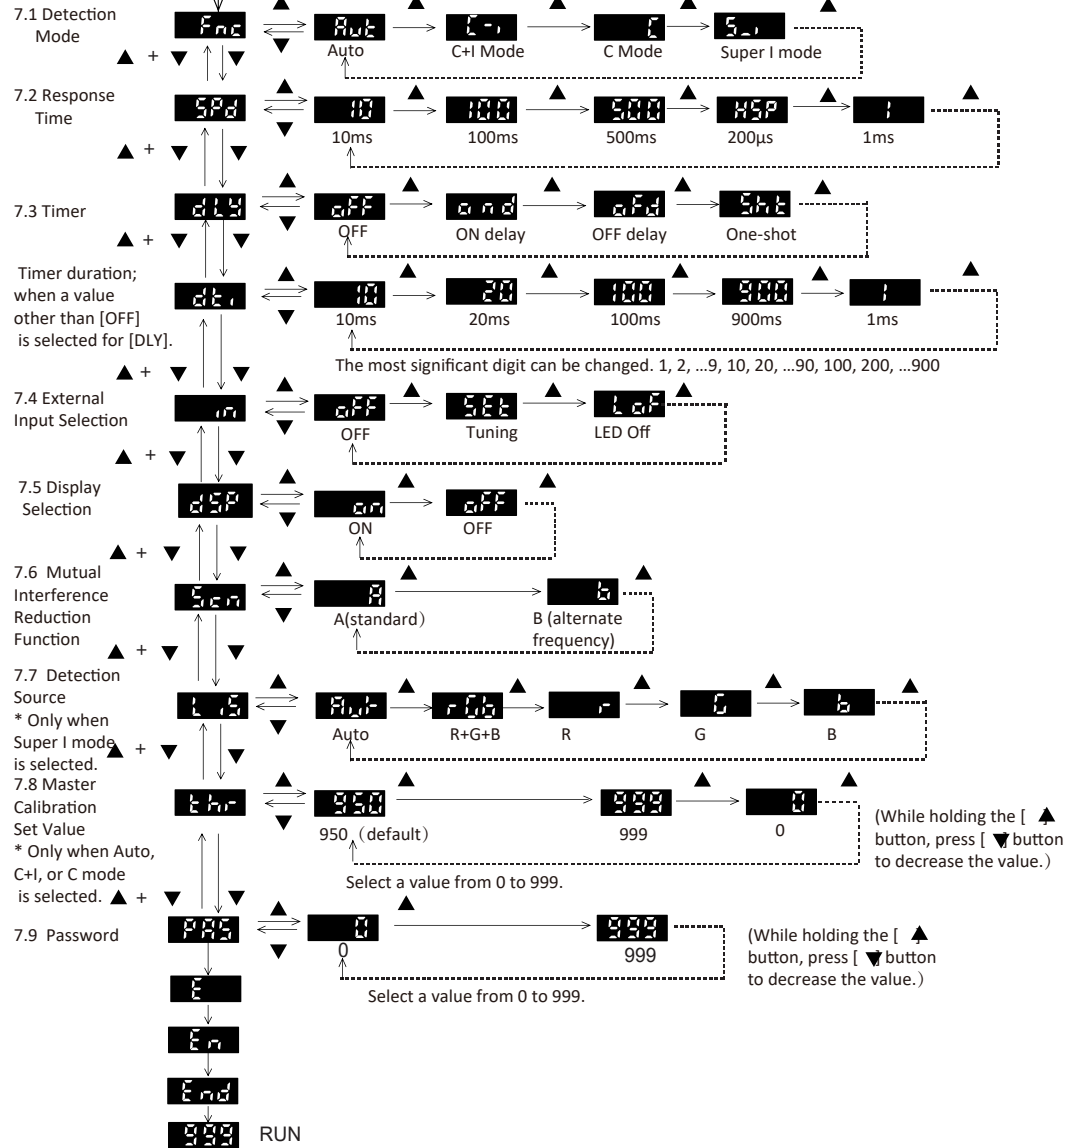 7.1 Detection
Mode
Fnc
Aut
C-i
C
S_i
Auto
C+I Mode
C Mode
Super I mode
▲ + ▼ ▼
7.2 Response
Time
SPd
10
100
500
HSP
1
10ms
100ms
500ms
200µs
1ms
▲ + ▼ ▼
7.3 Timer
dLY
oFF
ond
oFd
Sht
OFF
ON delay
OFF delay
One-shot
▲ + ▼ ▼
Timer duration;
when a value
other than [OFF]
is selected for [DLY].
dti
10
20
100
900
1
10ms
20ms
100ms
900ms
1ms
The most significant digit can be changed. 1, 2, ...9, 10, 20, ...90, 100, 200, ...900
▲ + ▼ ▼
7.4 External
Input Selection
in
oFF
SEt
LoF
OFF
Tuning
LED Off
▲ + ▼ ▼
7.5 Display
Selection
dSP
on
oFF
ON
OFF
▲ + ▼ ▼
7.6 Mutual
Interference
Reduction
Function
Scn
A
b
A(standard)
B (alternate
frequency)
▲ + ▼ ▼
7.7 Detection
Source
* Only when
Super I mode
is selected.
LiS
Aut
rGb
r
G
b
Auto
R+G+B
R
G
B
▲ + ▼ ▼
7.8 Master
Calibration
Set Value
* Only when Auto,
C+I, or C mode
is selected.
thr
950
999
0
950 (default)
999
0
Select a value from 0 to 999.
(While holding the [ ▲ ]
button, press [ ▼ ] button
to decrease the value.)
▲ + ▼ ▼
7.9 Password
PAS
0
999
0
999
Select a value from 0 to 999.
(While holding the [ ▲ ]
button, press [ ▼ ] button
to decrease the value.)
E
En
End
999 RUN